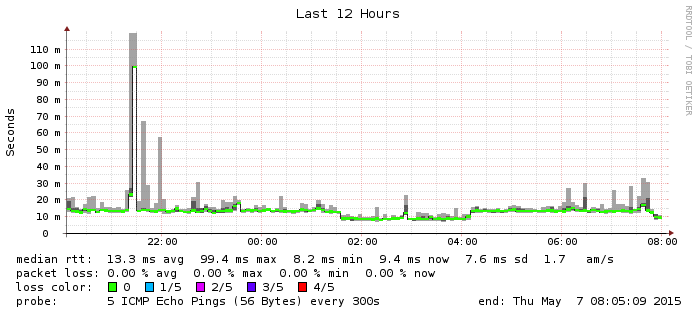 Last 12 Hours
RRDTOOL / TOBI OETIKER
Seconds
110 m
100 m
90 m
80 m
70 m
60 m
50 m
40 m
30 m
20 m
10 m
0
22:00 00:00 02:00 04:00 06:00 08:00
median rtt: 13.3 ms avg 99.4 ms max 8.2 ms min 9.4 ms now 7.6 ms sd 1.7 am/s
packet loss: 0.00 % avg 0.00 % max 0.00 % min 0.00 % now
loss color: 0 1/5 2/5 3/5 4/5
probe: 5 ICMP Echo Pings (56 Bytes) every 300s end: Thu May 7 08:05:09 2015